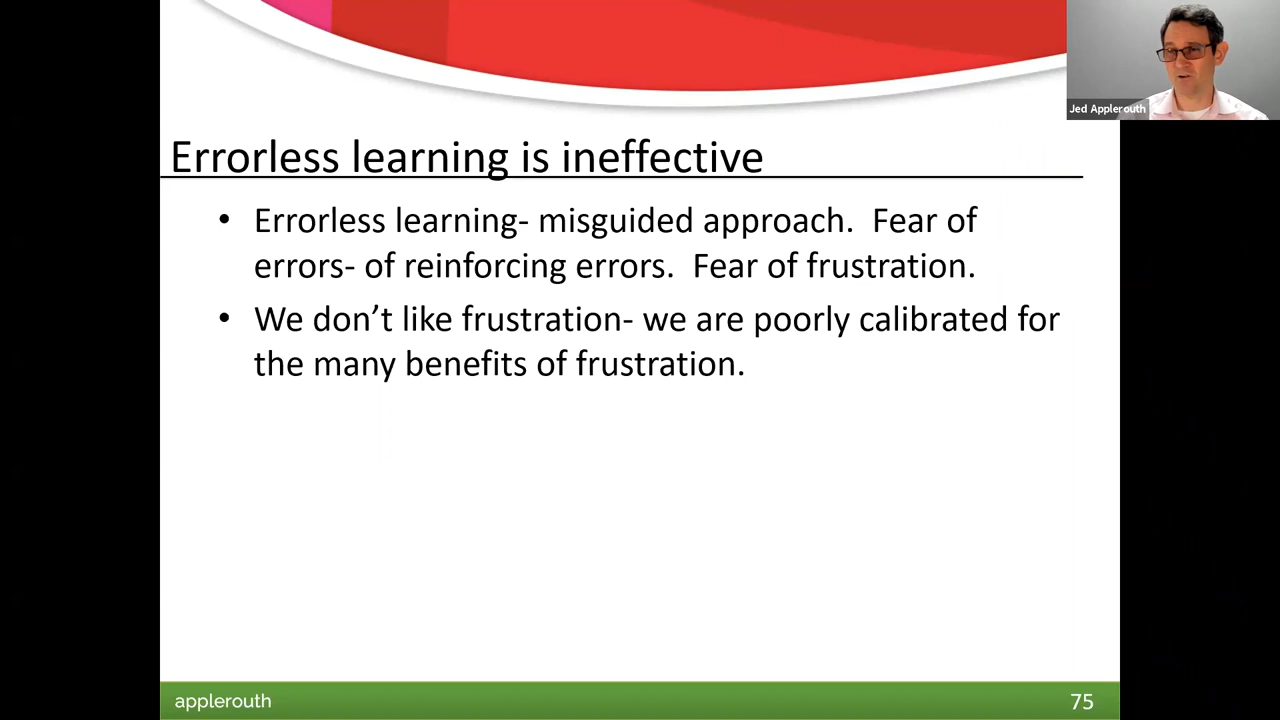 Jed Applerouth
Errorless learning is ineffective
• Errorless learning- misguided approach.  Fear of
errors- of reinforcing errors.  Fear of frustration.
• We don’t like frustration- we are poorly calibrated for
the many benefits of frustration.
applerouth
75